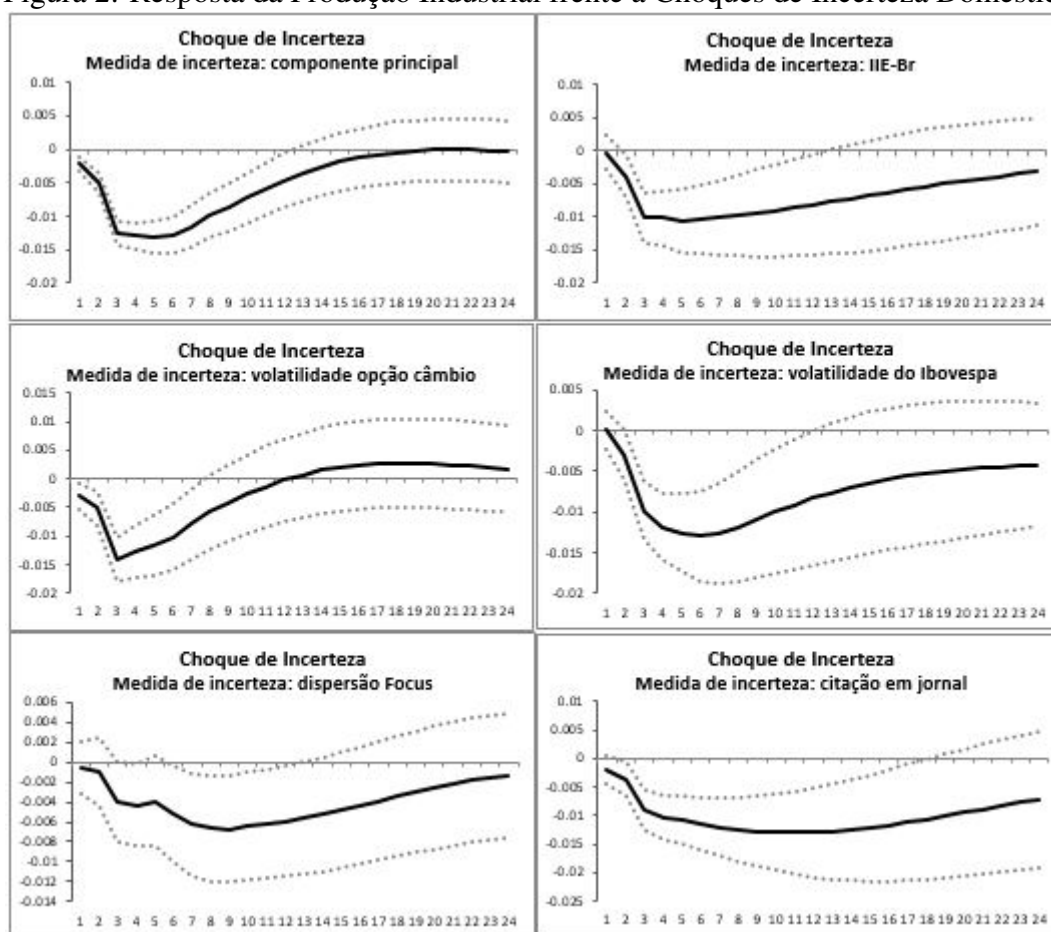 Figura 2: Resposta da Produção Industrial frente a Choques de Incerteza
Choque de Incerteza
Medida de incerteza: componente principal
0.01
0.005
0
-0.005
-0.01
-0.015
-0.02
1 2 3 4 5 6 7 8 9 10 11 12 13 14 15 16 17 18 19 20 21 22 23 24
Choque de Incerteza
Medida de incerteza: IIE-Br
0.01
0.005
0
-0.005
-0.01
-0.015
-0.02
1 2 3 4 5 6 7 8 9 10 11 12 13 14 15 16 17 18 19 20 21 22 23 24
Choque de Incerteza
Medida de incerteza: volatilidade opção câmbio
0.015
0.01
0.005
0
-0.005
-0.01
-0.015
-0.02
1 2 3 4 5 6 7 8 9 10 11 12 13 14 15 16 17 18 19 20 21 22 23 24
Choque de Incerteza
Medida de incerteza: volatilidade do Ibovespa
0.005
0
-0.005
-0.01
-0.015
-0.02
1 2 3 4 5 6 7 8 9 10 11 12 13 14 15 16 17 18 19 20 21 22 23 24
Choque de Incerteza
Medida de incerteza: dispersão Focus
0.006
0.004
0.002
0
-0.002
-0.004
-0.006
-0.008
-0.01
-0.012
-0.014
1 2 3 4 5 6 7 8 9 10 11 12 13 14 15 16 17 18 19 20 21 22 23 24
Choque de Incerteza
Medida de incerteza: citação em jornal
0.01
0.005
0
-0.005
-0.01
-0.015
-0.02
-0.025
1 2 3 4 5 6 7 8 9 10 11 12 13 14 15 16 17 18 19 20 21 22 23 24